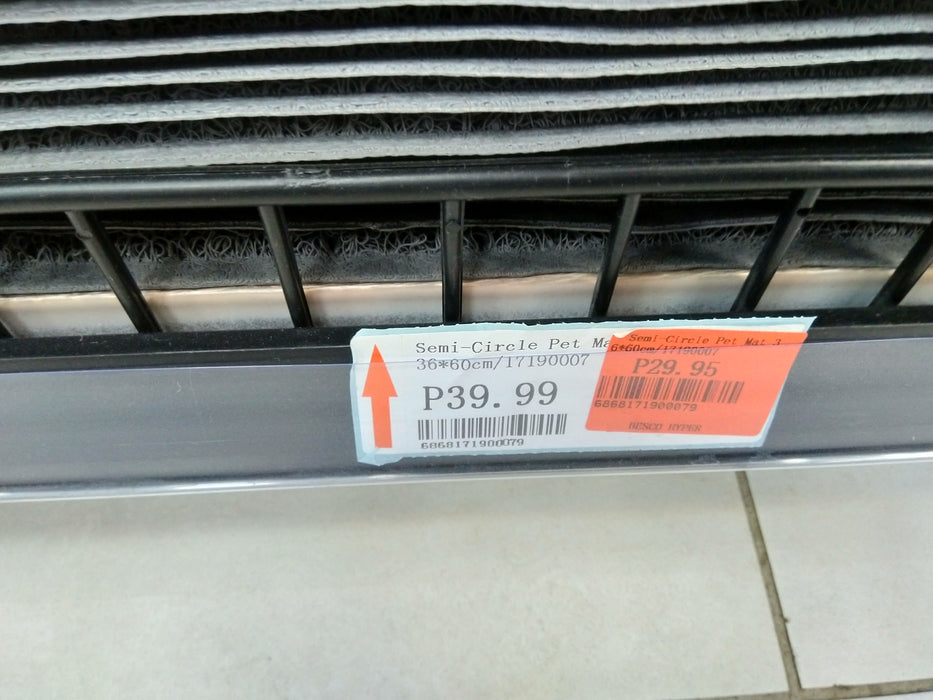 Semi-Circle Pet Ma
36*60cm/17190007
P39.99
6868171900079
Semi-Circle Pet Mat 3
6*60cm/17190007
P29.95
6868171900079
BESCO HYPER